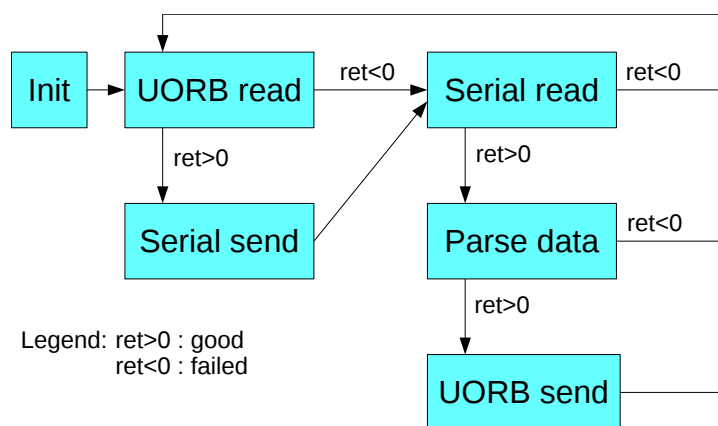 Init
UORB read
ret<0
Serial read
ret<0
ret>0
ret>0
Serial send
Parse data
ret<0
ret>0
Legend: ret>0 : good
ret<0 : failed
UORB send